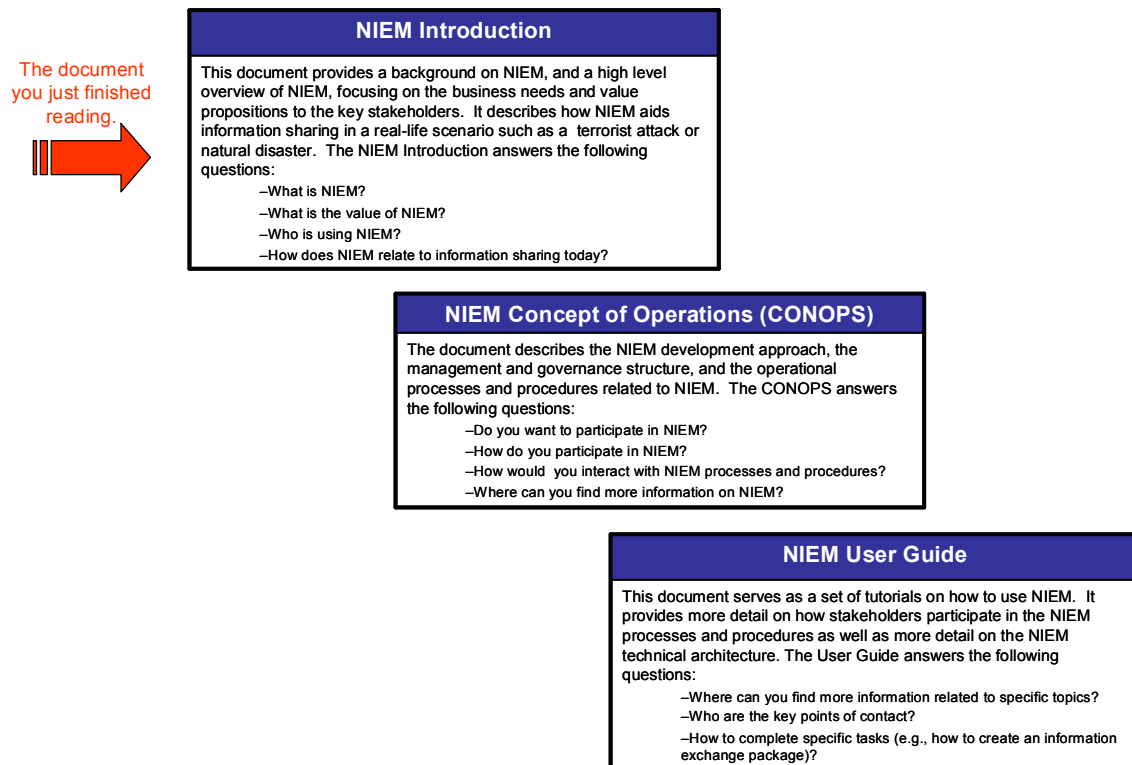 The document
you just finished
reading.
NIEM Introduction
This document provides a background on NIEM, and a high level
overview of NIEM, focusing on the business needs and value
propositions to the key stakeholders. It describes how NIEM aids
information sharing in a real-life scenario such as a terrorist attack or
natural disaster. The NIEM Introduction answers the following
questions:
–What is NIEM?
–What is the value of NIEM?
–Who is using NIEM?
–How does NIEM relate to information sharing today?
NIEM Concept of Operations (CONOPS)
The document describes the NIEM development approach, the
management and governance structure, and the operational
processes and procedures related to NIEM. The CONOPS answers
the following questions:
–Do you want to participate in NIEM?
–How do you participate in NIEM?
–How would you interact with NIEM processes and procedures?
–Where can you find more information on NIEM?
NIEM User Guide
This document serves as a set of tutorials on how to use NIEM. It
provides more detail on how stakeholders participate in the NIEM
processes and procedures as well as more detail on the NIEM
technical architecture. The User Guide answers the following
questions:
–Where can you find more information related to specific topics?
–Who are the key points of contact?
–How to complete specific tasks (e.g., how to create an information
exchange package)?